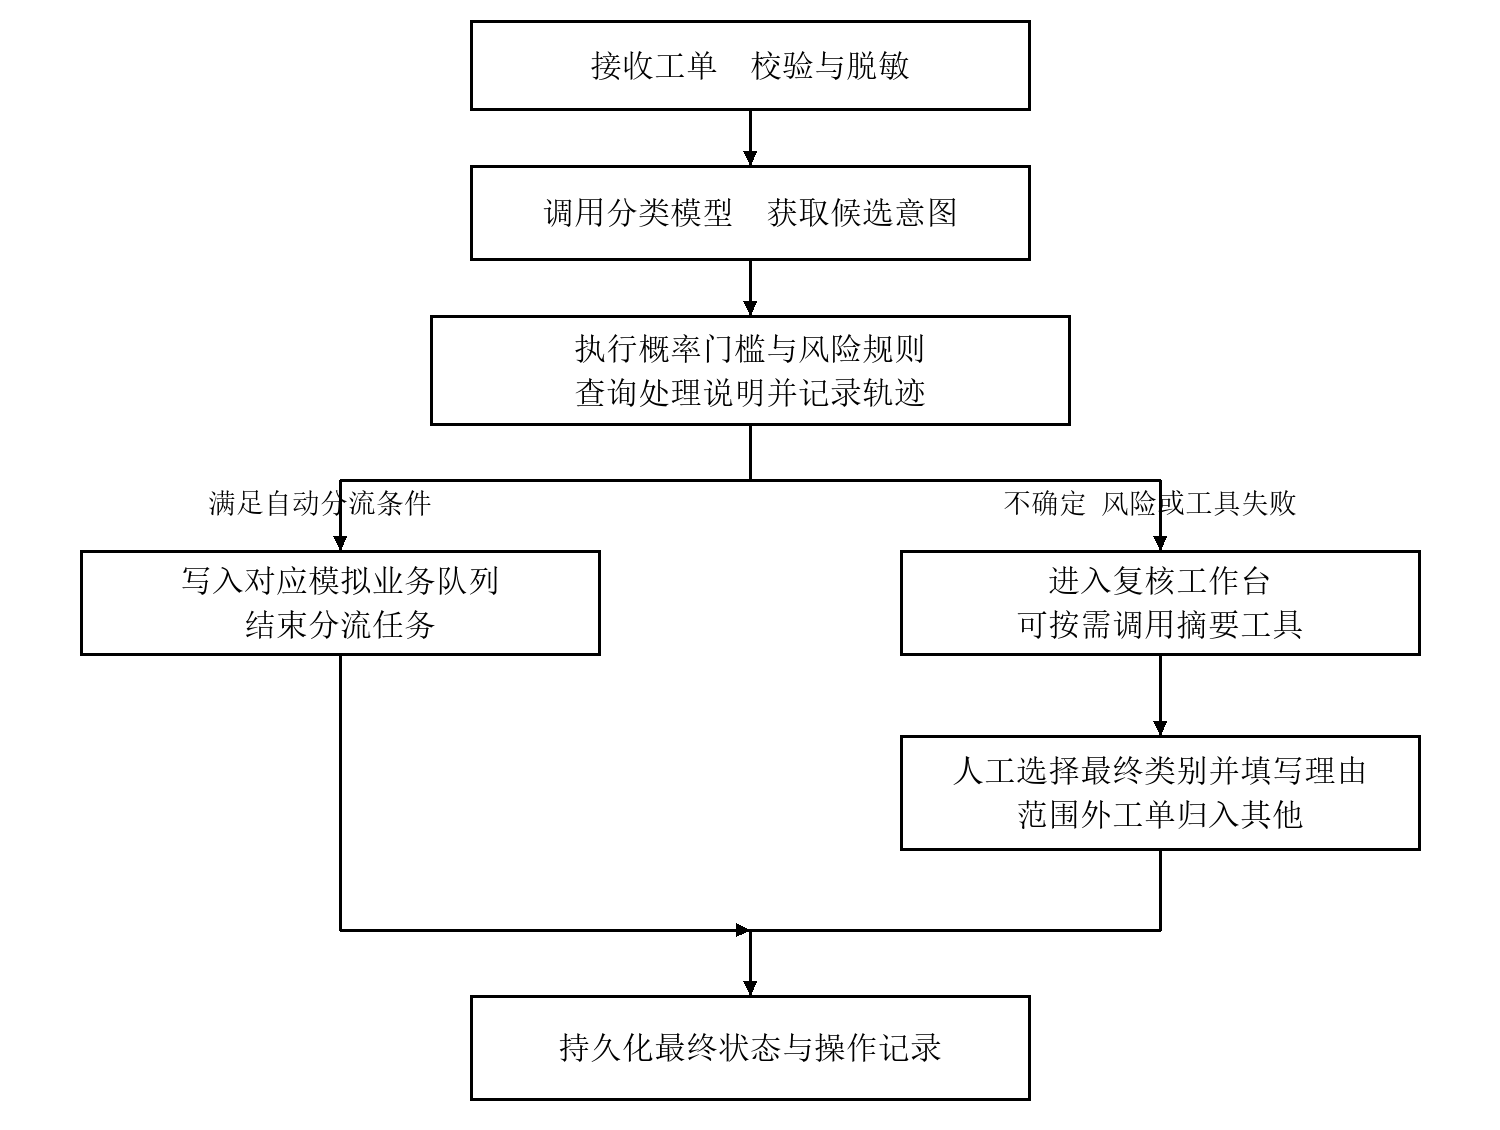 接收工单　校验与脱敏
调用分类模型　获取候选意图
执行概率门槛与风险规则
查询处理说明并记录轨迹
满足自动分流条件
不确定 风险或工具失败
写入对应模拟业务队列
结束分流任务
进入复核工作台
可按需调用摘要工具
人工选择最终类别并填写理由
范围外工单归入其他
持久化最终状态与操作记录